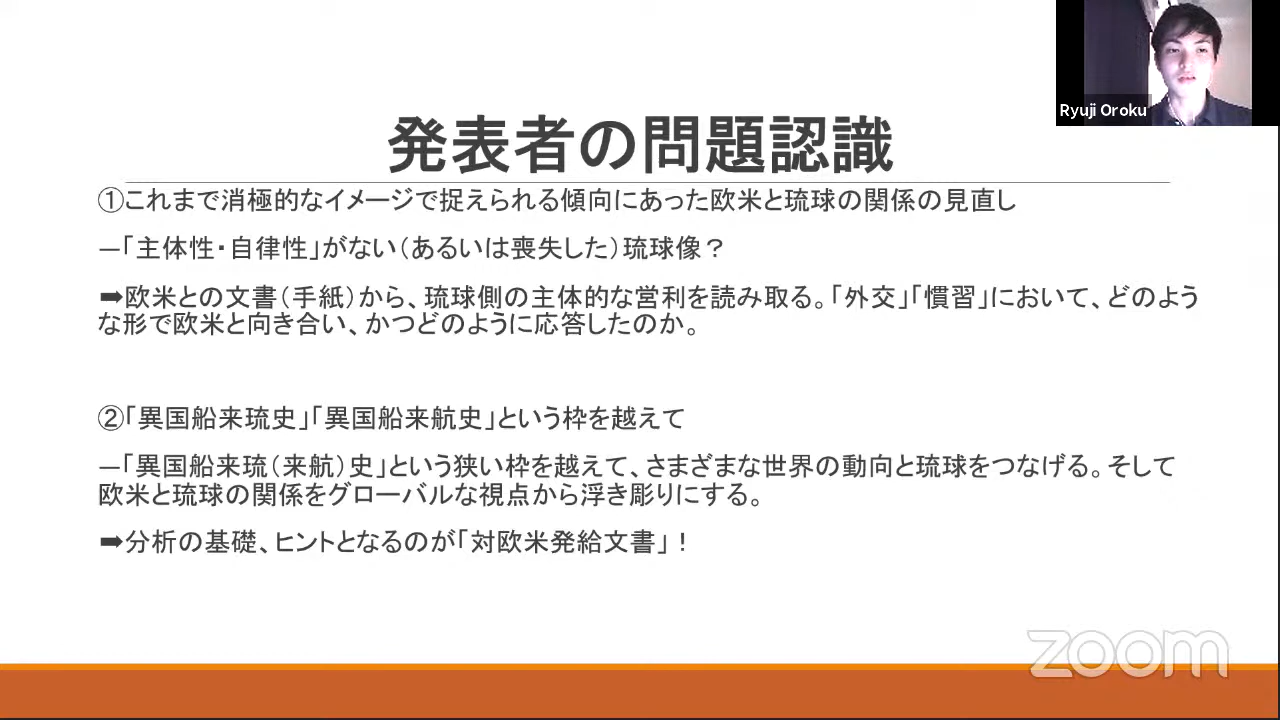 Ryuji Oroku
発表者の問題認識
①これまで消極的なイメージで捉えられる傾向にあった欧米と琉球の関係の見直し
―「主体性・自律性」がない（あるいは喪失した）琉球像？
➡欧米との文書（手紙）から、琉球側の主体的な営利を読み取る。「外交」「慣習」において、どのよう
な形で欧米と向き合い、かつどのように応答したのか。
②「異国船来琉史」「異国船来航史」という枠を越えて
―「異国船来琉（来航）史」という狭い枠を越えて、さまざまな世界の動向と琉球をつなげる。そして
欧米と琉球の関係をグローバルな視点から浮き彫りにする。
➡分析の基礎、ヒントとなるのが「対欧米発給文書」！
zoom